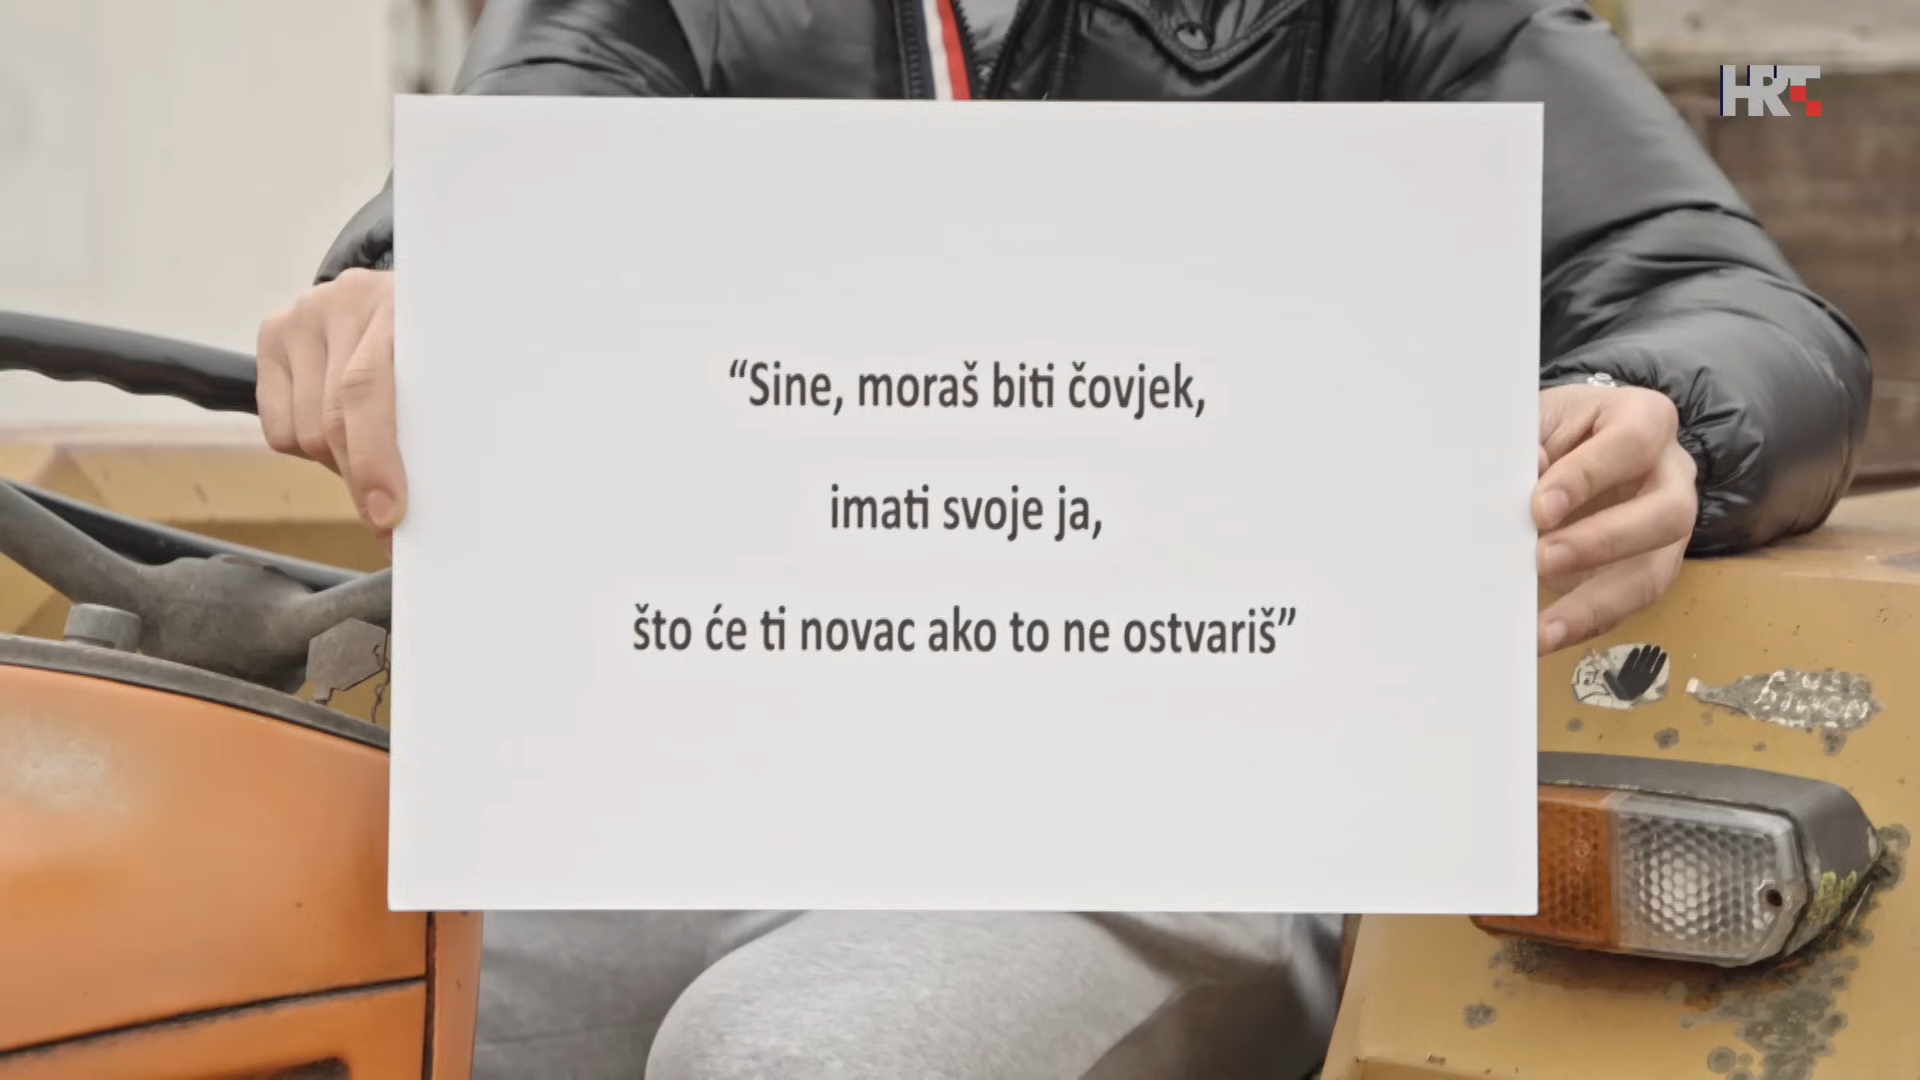 HRT
“Sine, moraš biti čovjek,
imati svoje ja,
što će ti novac ako to ne ostvariš”